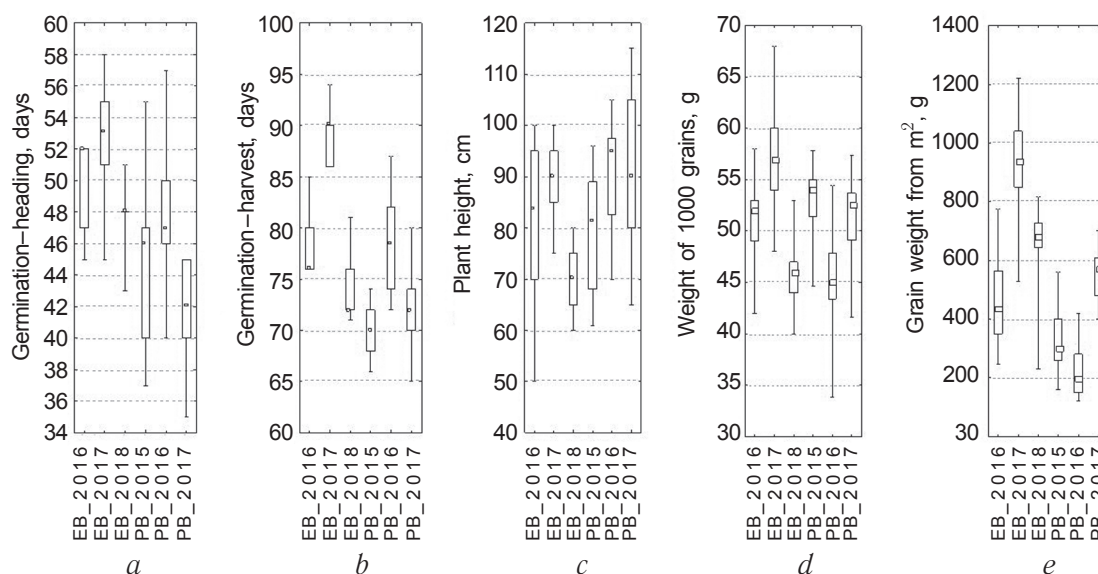 Germination–heading, days
60
58
56
54
52
50
48
46
44
42
40
38
36
34
EB_2016
EB_2017
EB_2018
PB_2015
PB_2016
PB_2017
a
Germination–harvest, days
100
95
90
85
80
75
70
65
60
EB_2016
EB_2017
EB_2018
PB_2015
PB_2016
PB_2017
b
Plant height, cm
120
110
100
90
80
70
60
50
40
EB_2016
EB_2017
EB_2018
PB_2015
PB_2016
PB_2017
c
Weight of 1000 grains, g
70
65
60
55
50
45
40
35
30
EB_2016
EB_2017
EB_2018
PB_2015
PB_2016
PB_2017
d
Grain weight from m², g
1400
1200
1000
800
600
400
200
30
EB_2016
EB_2017
EB_2018
PB_2015
PB_2016
PB_2017
e